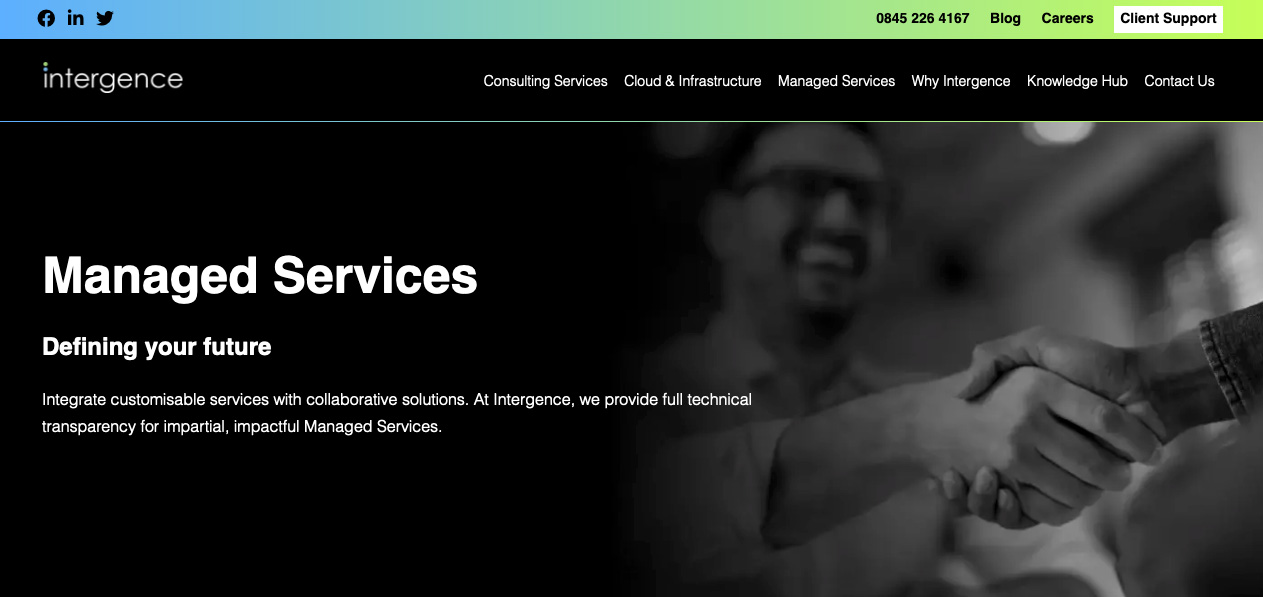 0845 226 4167 Blog Careers Client Support
intergence
Consulting Services Cloud & Infrastructure Managed Services Why Intergence Knowledge Hub Contact Us
Managed Services
Defining your future
Integrate customisable services with collaborative solutions. At Intergence, we provide full technical
transparency for impartial, impactful Managed Services.